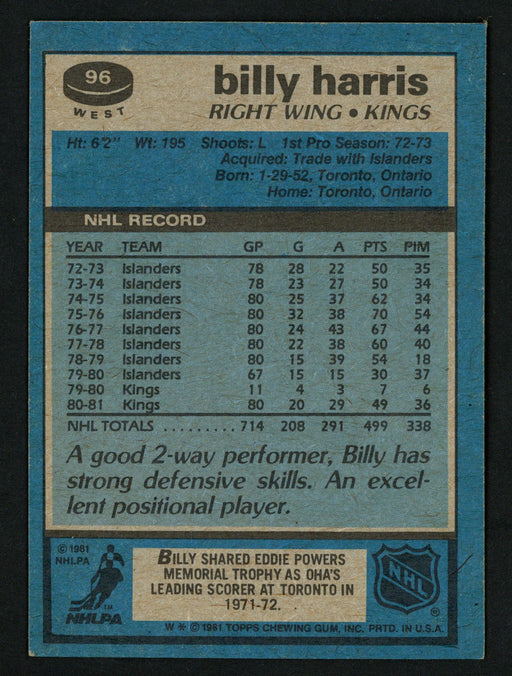 96
WEST
billy harris
RIGHT WING • KINGS
Ht: 6'2" Wt: 195 Shoots: L 1st Pro Season: 72-73
Acquired: Trade with Islanders
Born: 1-29-52, Toronto, Ontario
Home: Toronto, Ontario
NHL RECORD
YEAR TEAM GP G A PTS PIM
72-73 Islanders 78 28 22 50 35
73-74 Islanders 78 23 27 50 34
74-75 Islanders 80 25 37 62 34
75-76 Islanders 80 32 38 70 54
76-77 Islanders 80 24 43 67 44
77-78 Islanders 80 22 38 60 40
78-79 Islanders 80 15 39 54 18
79-80 Islanders 67 15 15 30 37
79-80 Kings 11 4 3 7 6
80-81 Kings 80 20 29 49 36
NHL TOTALS ......... 714 208 291 499 338
A good 2-way performer, Billy has
strong defensive skills. An excel-
lent positional player.
© 1981
NHLPA
NHLPA
TM
BILLY SHARED EDDIE POWERS
MEMORIAL TROPHY AS OHA'S
LEADING SCORER AT TORONTO IN
1971-72.
NHL
®
W * © 1981 TOPPS CHEWING GUM, INC. PRTD. IN U.S.A.